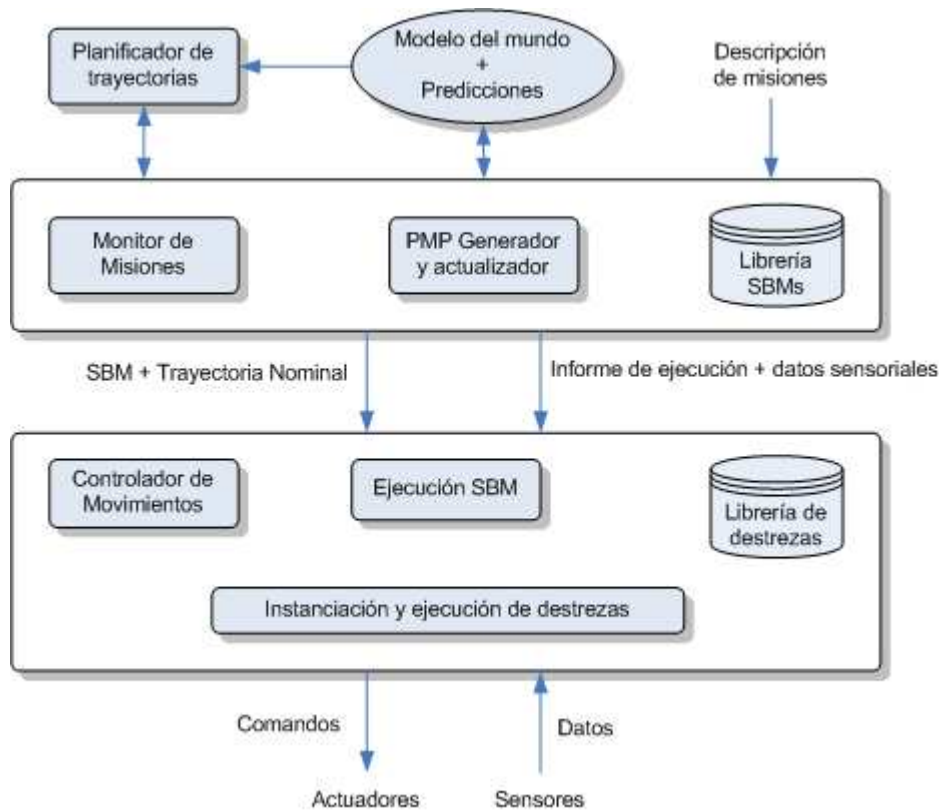 Planificador de
trayectorias
Modelo del mundo
+
Predicciones
Descripción
de misiones
Monitor de
Misiones
PMP Generador
y actualizador
Librería
SBMs
SBM + Trayectoria Nominal
Informe de ejecución + datos sensoriales
Controlador de
Movimientos
Ejecución SBM
Librería de
destrezas
Instanciación y ejecución de destrezas
Comandos
Datos
Actuadores
Sensores